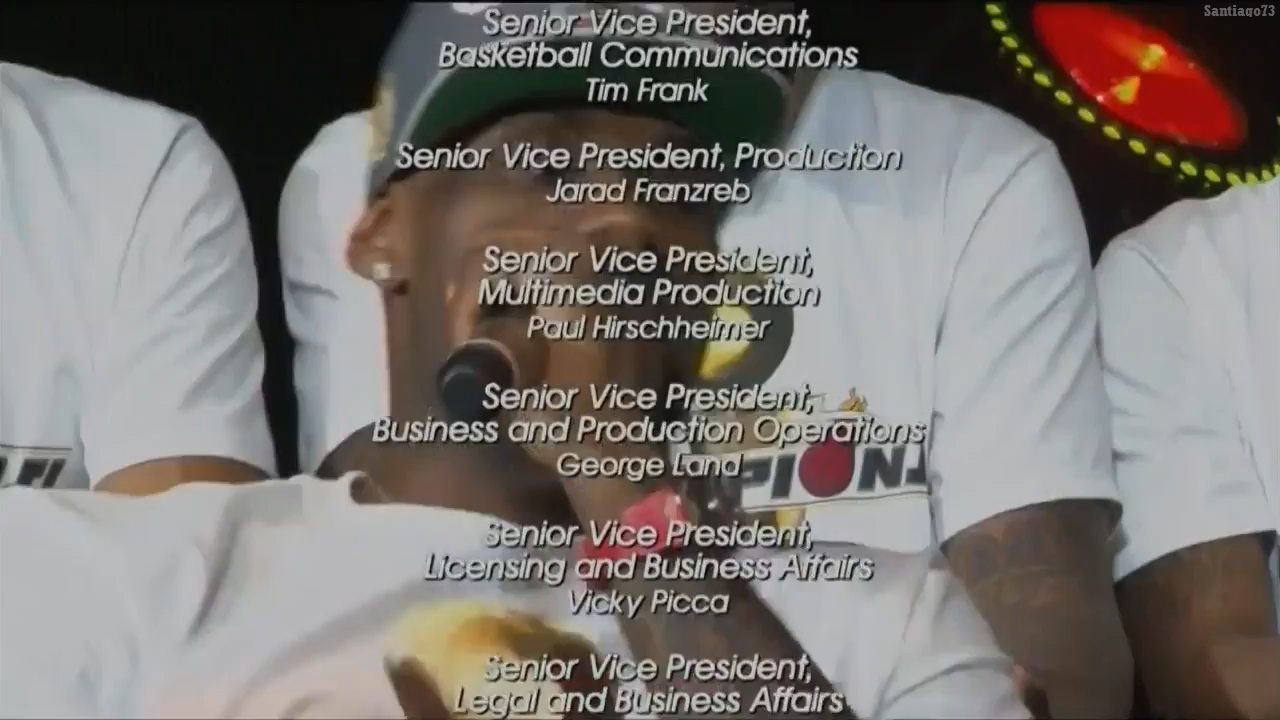 Santiago73
Senior Vice President,
Basketball Communications
Tim Frank
Senior Vice President, Production
Jarad Franzreb
Senior Vice President,
Multimedia Production
Paul Hirschheimer
Senior Vice President,
Business and Production Operations
George Land
Senior Vice President,
Licensing and Business Affairs
Vicky Picca
Senior Vice President,
Legal and Business Affairs